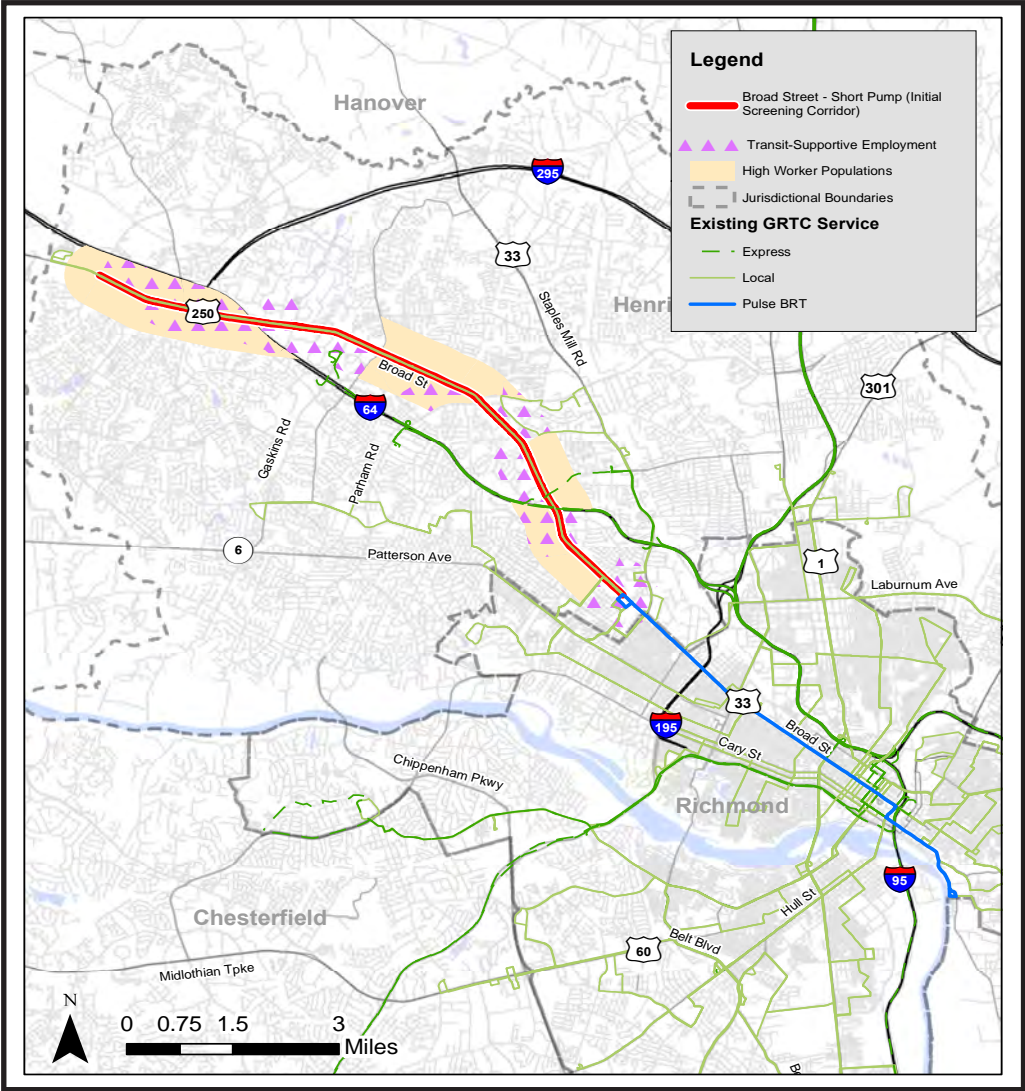 Legend
Broad Street - Short Pump (Initial
Screening Corridor)
Transit-Supportive Employment
High Worker Populations
Jurisdictional Boundaries
Existing GRTC Service
Express
Local
Pulse BRT
Hanover
295
33
Staples Mill Rd
Henri
250
Broad St
301
64
Gaskins Rd
Parham Rd
6
Patterson Ave
1
Laburnum Ave
33
195
Broad St
Cary St
Chippenham Pkwy
Richmond
95
Hull St
Chesterfield
Belt Blvd
60
Midlothian Tpke
N
0 0.75 1.5 3
Miles